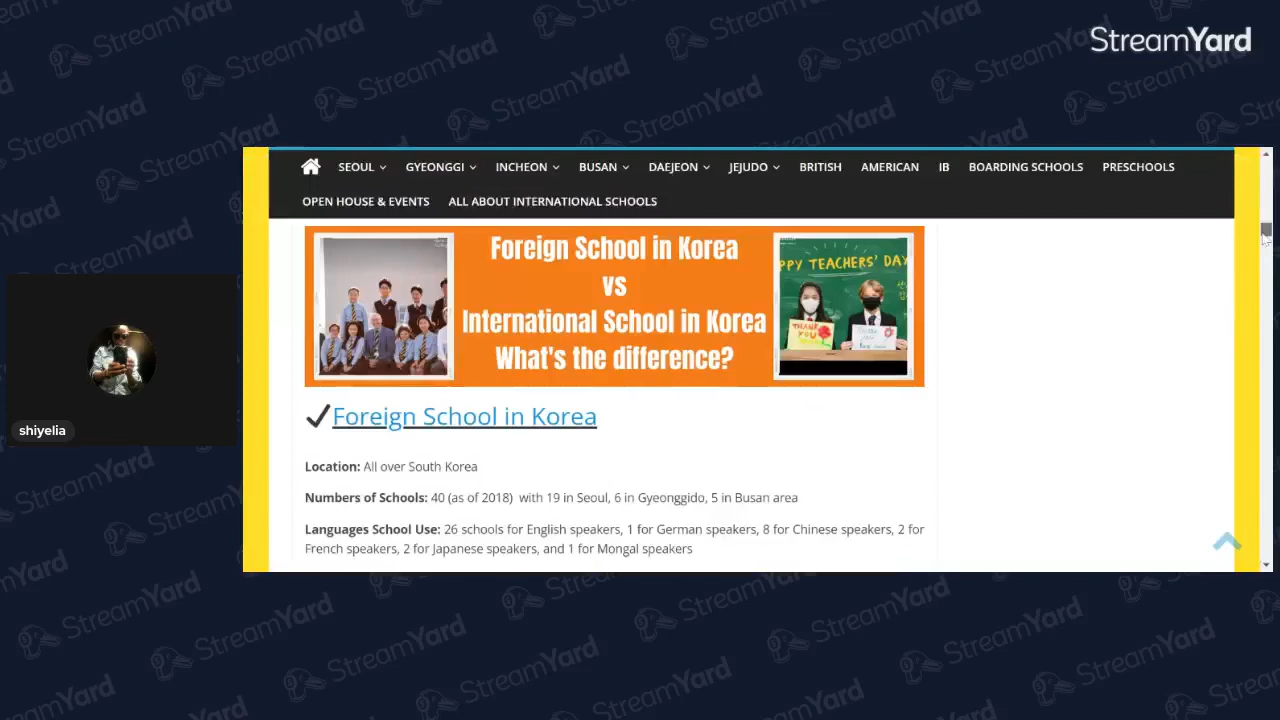 StreamYard
SEOUL
GYEONGGI
INCHEON
BUSAN
DAEJEON
JEJUDO
BRITISH
AMERICAN
IB
BOARDING SCHOOLS
PRESCHOOLS
OPEN HOUSE & EVENTS
ALL ABOUT INTERNATIONAL SCHOOLS
Foreign School in Korea
vs
International School in Korea
What's the difference?
PPY TEACHERS' DAY
THANK
YOU
Foreign School in Korea
Location: All over South Korea
Numbers of Schools: 40 (as of 2018) with 19 in Seoul, 6 in Gyeonggido, 5 in Busan area
Languages School Use: 26 schools for English speakers, 1 for German speakers, 8 for Chinese speakers, 2 for
French speakers, 2 for Japanese speakers, and 1 for Mongal speakers
shiyelia